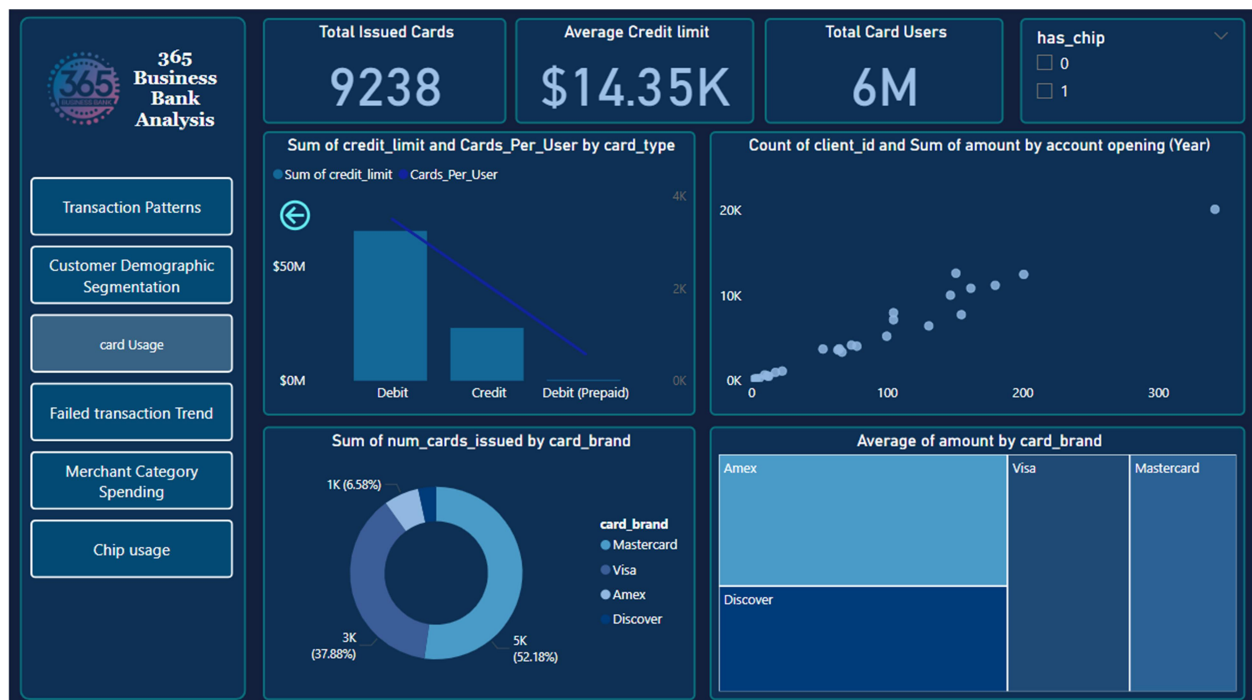 365
BUSINESS BANK
365
Business
Bank
Analysis
Transaction Patterns
Customer Demographic
Segmentation
card Usage
Failed transaction Trend
Merchant Category
Spending
Chip usage
Total Issued Cards
9238
Average Credit limit
$14.35K
Total Card Users
6M
has_chip
0
1
Sum of credit_limit and Cards_Per_User by card_type
Sum of credit_limit
Cards_Per_User
4K
$50M
2K
$0M
0K
Debit
Credit
Debit (Prepaid)
Count of client_id and Sum of amount by account opening (Year)
20K
10K
0K
0
100
200
300
Sum of num_cards_issued by card_brand
1K (6.58%)
3K
(37.88%)
5K
(52.18%)
card_brand
Mastercard
Visa
Amex
Discover
Average of amount by card_brand
Amex
Visa
Mastercard
Discover